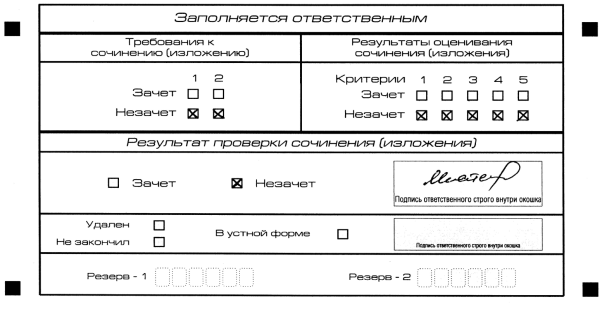 Заполняется ответственным
Требования к сочинению (изложению)
Результаты оценивания сочинения (изложения)
1 2
Зачет
Незачет
Критерии 1 2 3 4 5
Зачет
Незачет
Результат проверки сочинения (изложения)
Зачет
Незачет
Подпись ответственного строго внутри окошка
Удален
Не закончил
В устной форме
Подпись ответственного строго внутри окошка
Резерв - 1
Резерв - 2